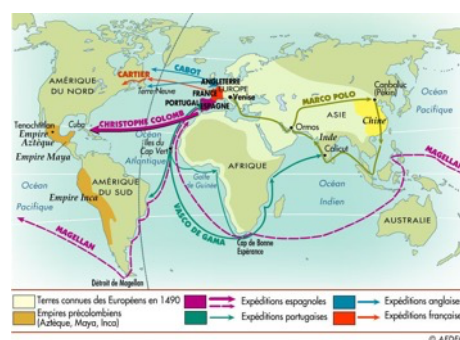 AMÉRIQUE
DU NORD
CARTIER
CABOT
ANGLETERRE
FRANCE
EUROPE
Terre-Neuve
PORTUGAL
ESPAGNE
Venise
MARCO POLO
Canbaluc
(Pékin)
Océan
Pacifique
ASIE
Chine
CHRISTOPHE COLOMB
Tenochtitlan
Cuba
Empire
Aztèque
Empire Maya
Océan
Atlantique
Îles du
Cap Vert
Ormos
Inde
Calicut
MAGELLAN
AFRIQUE
Golfe
de Guinée
Empire Inca
AMÉRIQUE
DU SUD
Océan
Pacifique
VASCO DE GAMA
Océan
Indien
AUSTRALIE
MAGELLAN
Cap de Bonne
Espérance
Détroit de Magellan
Terres connues des Européens en 1490
Empires précolombiens
(Aztèque, Maya, Inca)
Expéditions espagnoles
Expéditions portugaises
Expéditions anglaise
Expéditions française